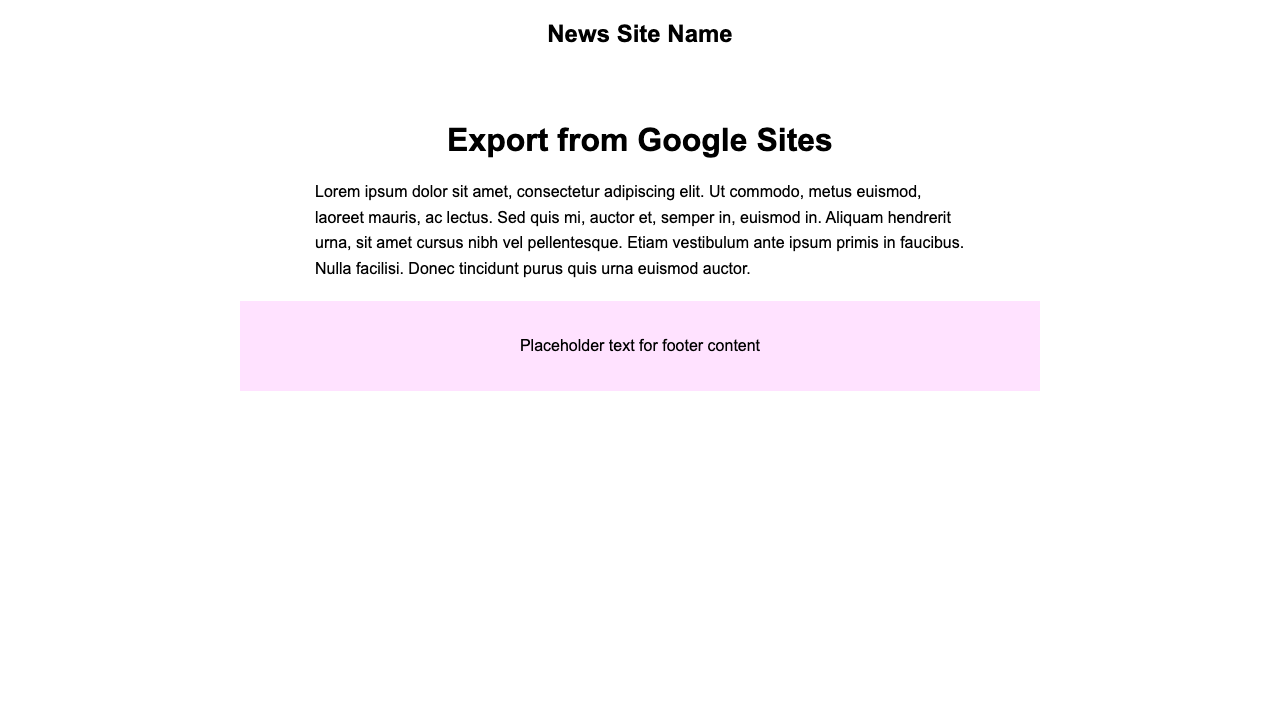 News Site Name
Export from Google Sites
Lorem ipsum dolor sit amet, consectetur adipiscing elit. Ut commodo, metus euismod,
laoreet mauris, ac lectus. Sed quis mi, auctor et, semper in, euismod in. Aliquam hendrerit
urna, sit amet cursus nibh vel pellentesque. Etiam vestibulum ante ipsum primis in faucibus.
Nulla facilisi. Donec tincidunt purus quis urna euismod auctor.
Placeholder text for footer content